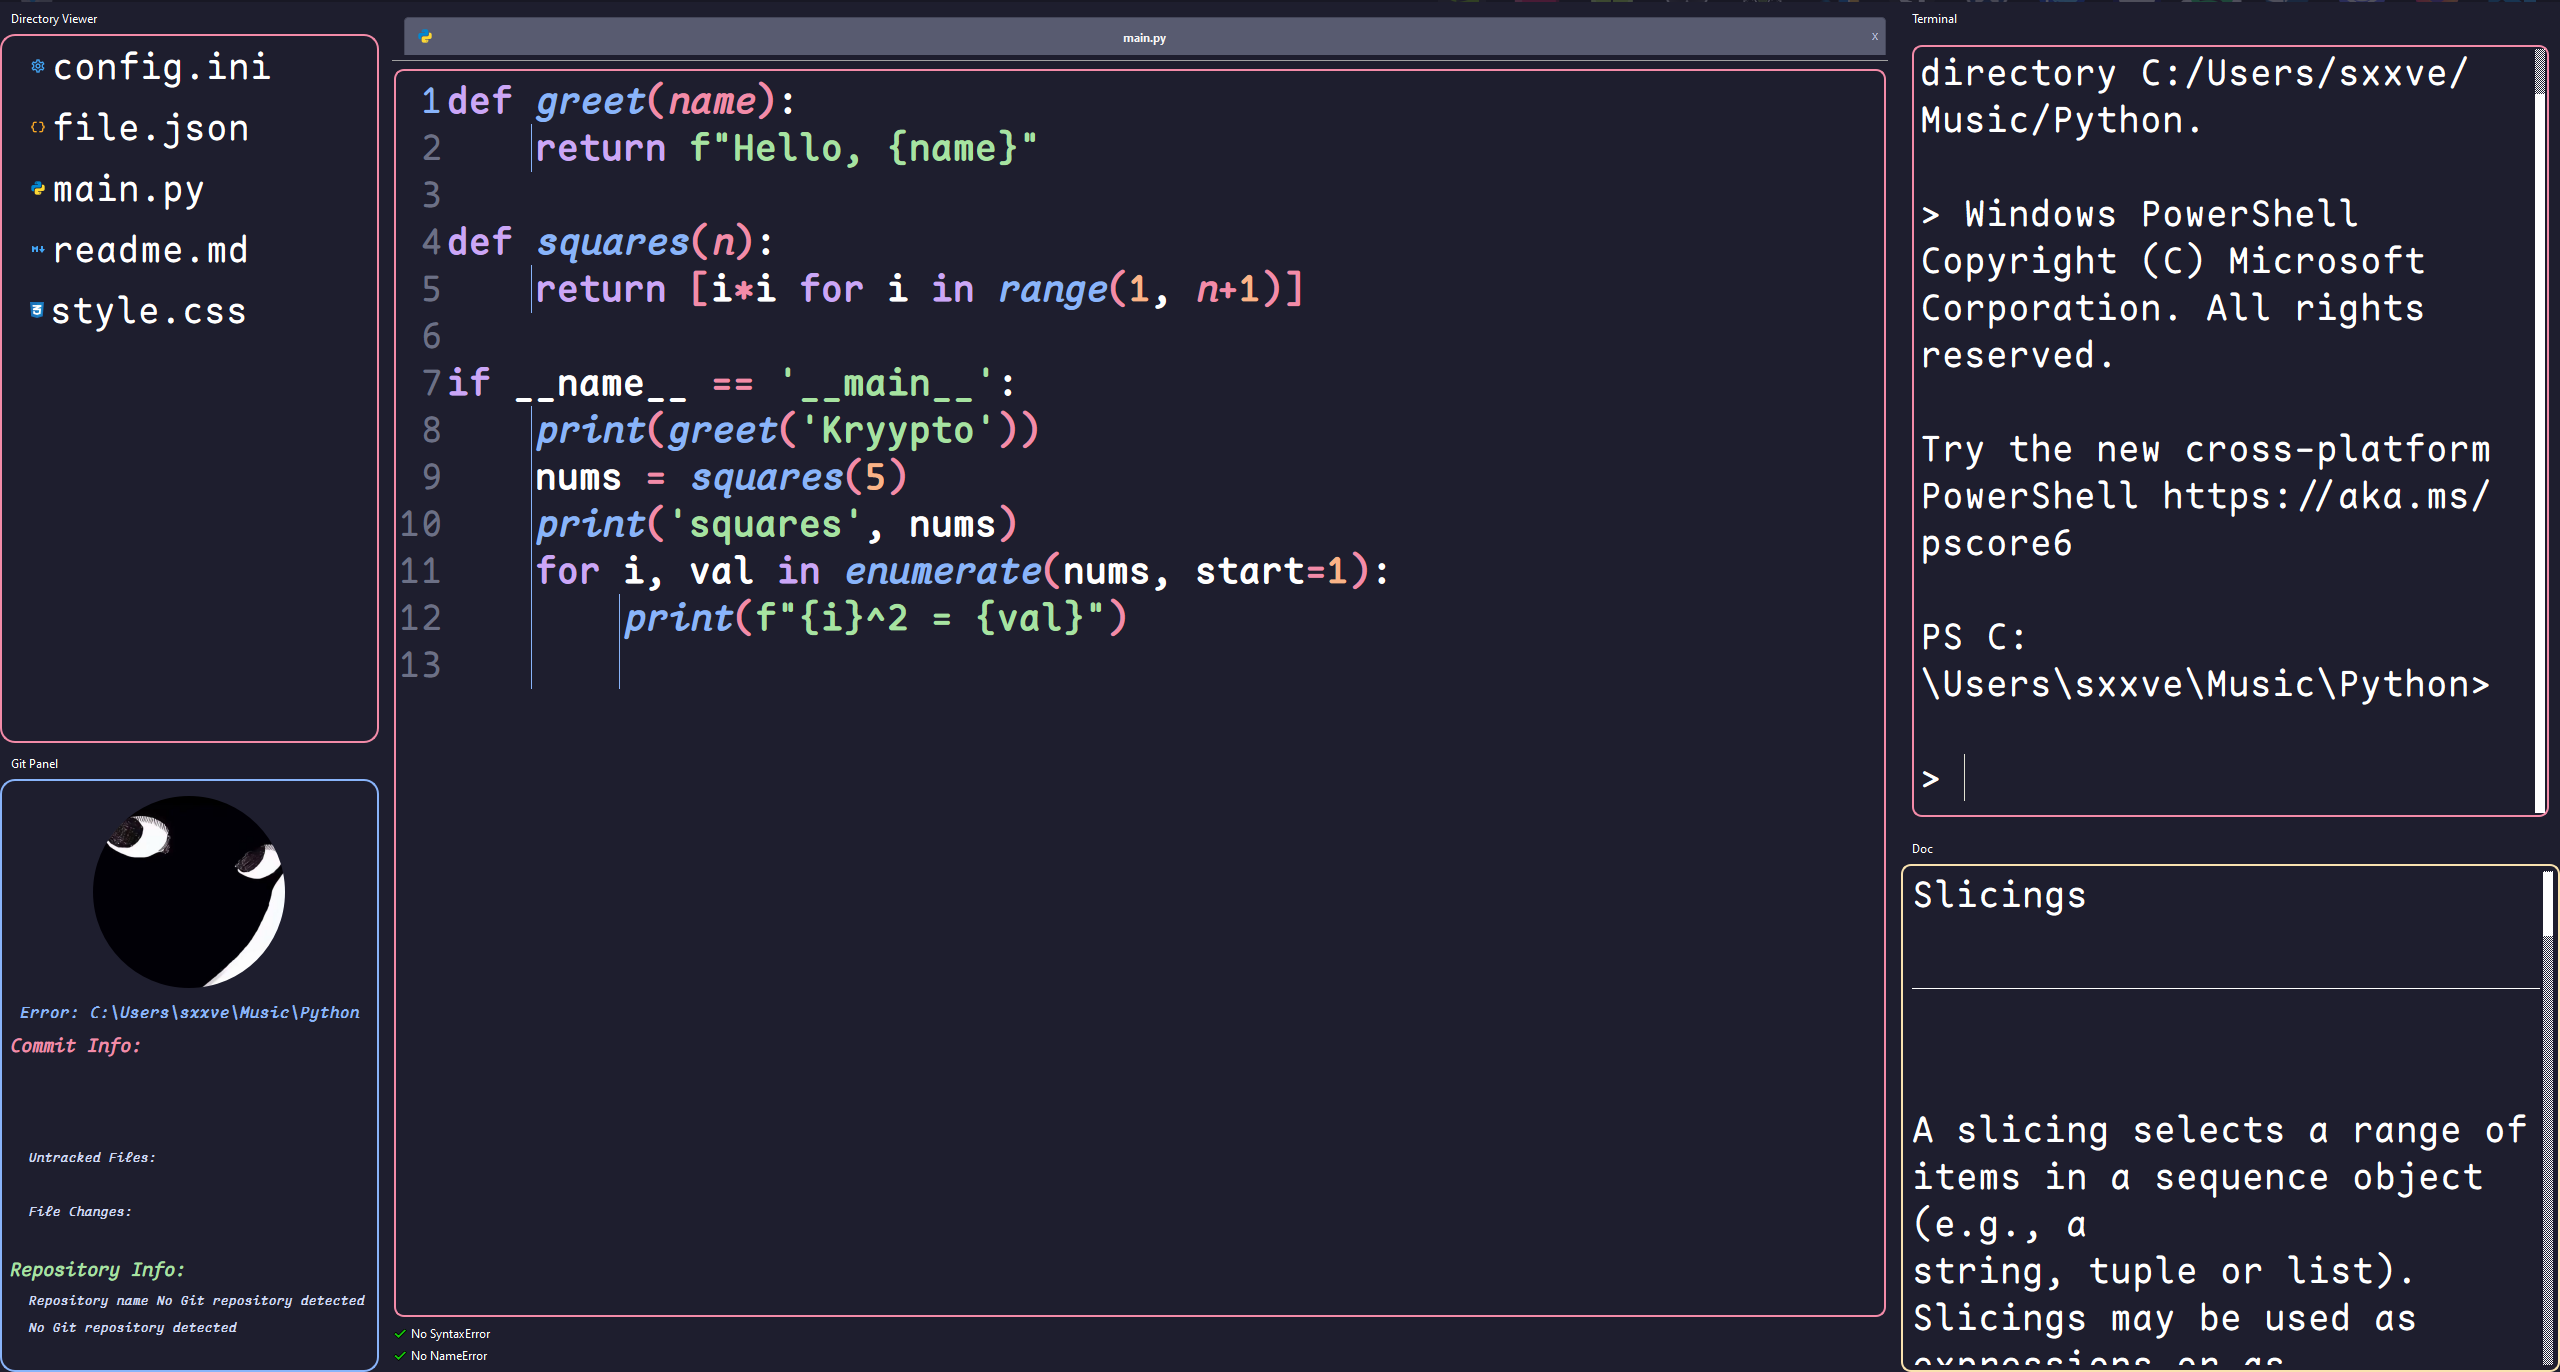 Directory Viewer
config.ini
file.json
main.py
readme.md
style.css
Git Panel
Error: C:\Users\sxxve\Music\Python
Commit Info:
Untracked Files:
File Changes:
Repository Info:
Repository name No Git repository detected
No Git repository detected
main.py x
1 def greet(name):
2     return f"Hello, {name}"
3
4 def squares(n):
5     return [i*i for i in range(1, n+1)]
6
7 if __name__ == '__main__':
8     print(greet('Kryypto'))
9     nums = squares(5)
10     print('squares', nums)
11     for i, val in enumerate(nums, start=1):
12         print(f"{i}^2 = {val}")
13
No SyntaxError
No NameError
Terminal
directory C:/Users/sxxve/
Music/Python.
> Windows PowerShell
Copyright (C) Microsoft
Corporation. All rights
reserved.
Try the new cross-platform
PowerShell https://aka.ms/
pscore6
PS C:
\Users\sxxve\Music\Python>
>
Doc
Slicings
A slicing selects a range of
items in a sequence object
(e.g., a
string, tuple or list).
Slicings may be used as
expressions or as